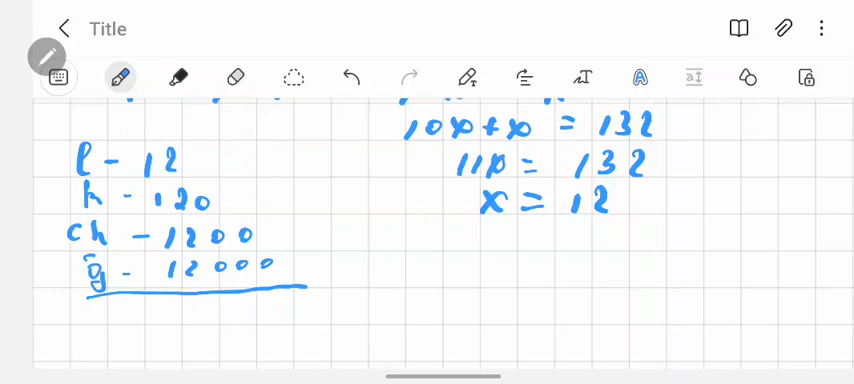 Title
10x + x = 132
l - 12
11x = 132
h - 120
x = 12
ch - 1200
- 12000